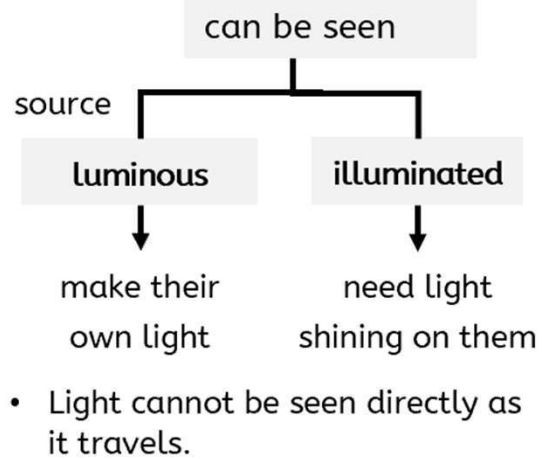 can be seen
source
luminous
illuminated
make their
own light
need light
shining on them
• Light cannot be seen directly as
it travels.